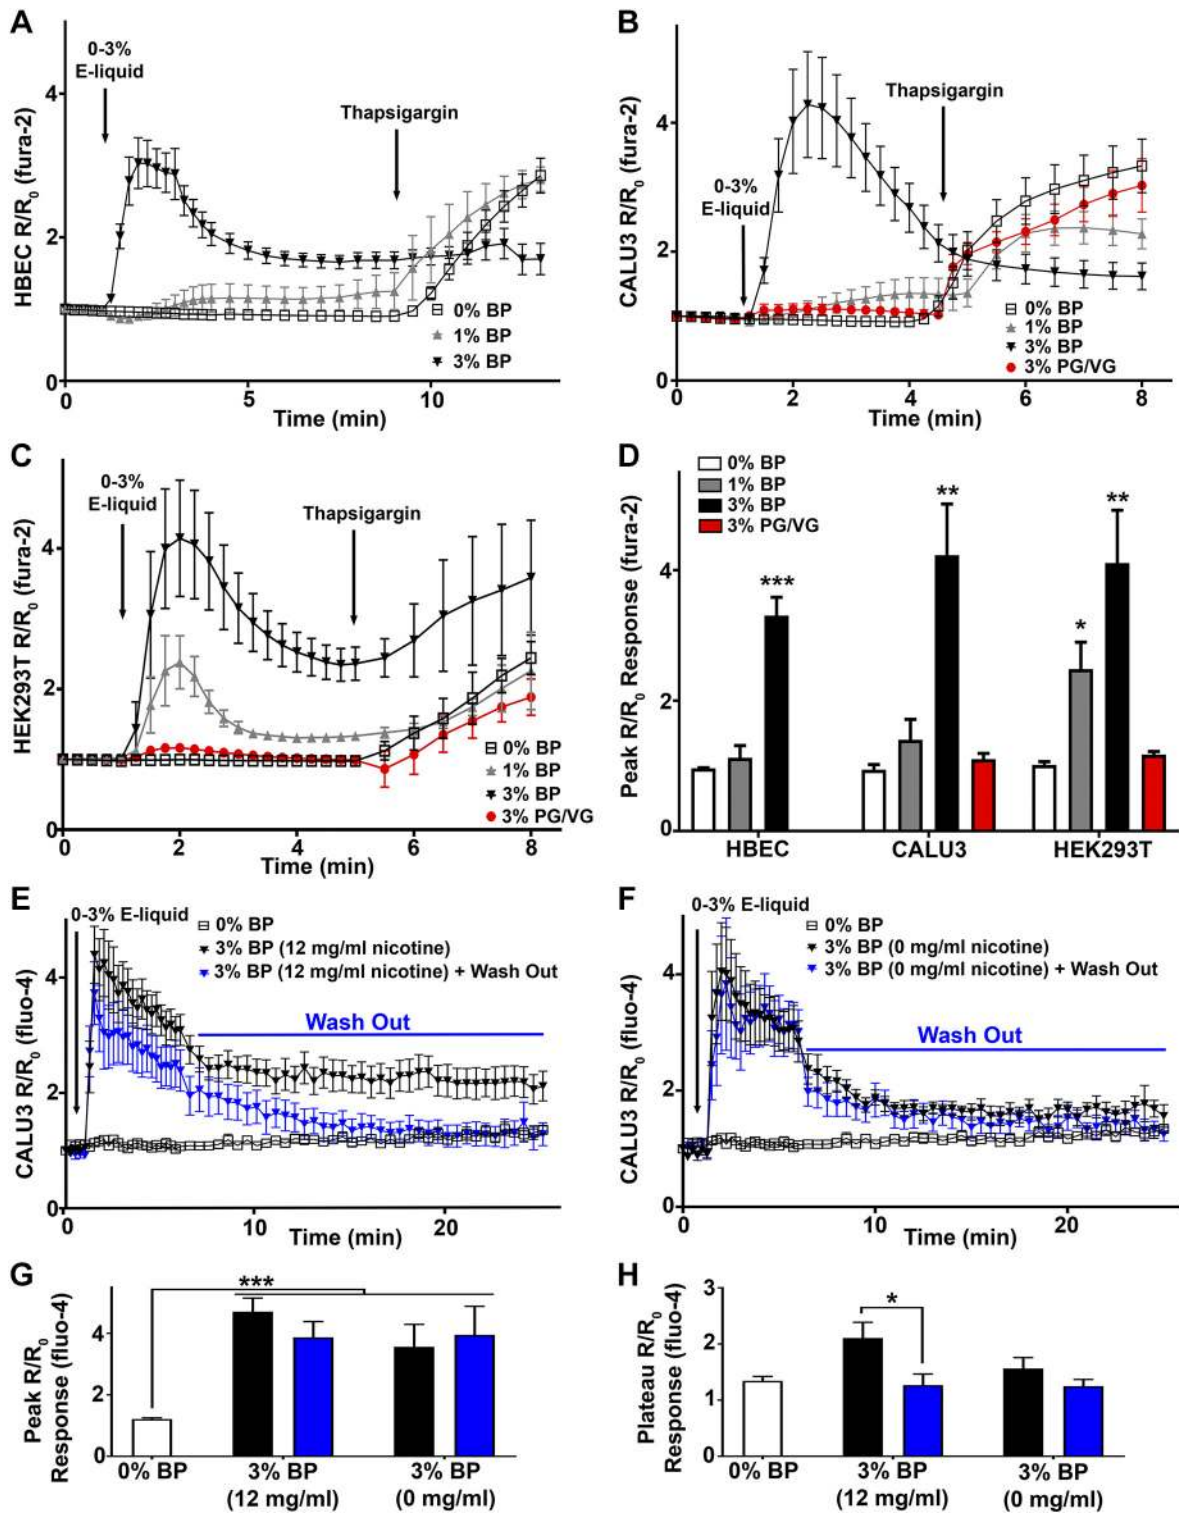 A
0-3%
E-liquid
Thapsigargin
HBEC R/R0 (fura-2)
4
2
0
0% BP
1% BP
3% BP
0 5 10
Time (min)
B
Thapsigargin
0-3%
E-liquid
CALU3 R/R0 (fura-2)
4
2
0
0% BP
1% BP
3% BP
3% PG/VG
0 2 4 6 8
Time (min)
C
0-3%
E-liquid
Thapsigargin
HEK293T R/R0 (fura-2)
4
2
0
0% BP
1% BP
3% BP
3% PG/VG
0 2 4 6 8
Time (min)
D
0% BP
1% BP
3% BP
3% PG/VG
Peak R/R0 Response (fura-2)
4
2
0
***
**
*
**
HBEC CALU3 HEK293T
E
0-3% E-liquid
0% BP
3% BP (12 mg/ml nicotine)
3% BP (12 mg/ml nicotine) + Wash Out
Wash Out
CALU3 R/R0 (fluo-4)
4
2
0
0 10 20
Time (min)
F
0-3% E-liquid
0% BP
3% BP (0 mg/ml nicotine)
3% BP (0 mg/ml nicotine) + Wash Out
Wash Out
CALU3 R/R0 (fluo-4)
4
2
0
0 10 20
Time (min)
G
***
Peak R/R0
Response (fluo-4)
4
2
0
0% BP 3% BP 3% BP
(12 mg/ml) (0 mg/ml)
H
*
Plateau R/R0
Response (fluo-4)
3
2
1
0
0% BP 3% BP 3% BP
(12 mg/ml) (0 mg/ml)